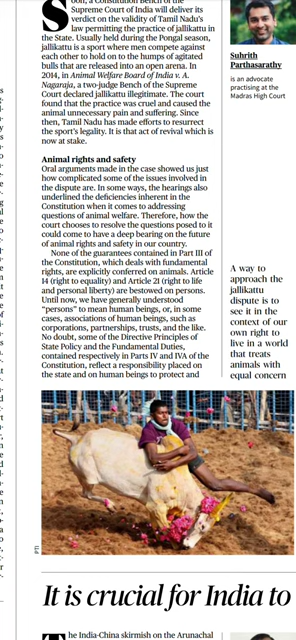 Soon, a Constitution Bench of the
Supreme Court of India will deliver its
verdict on the validity of Tamil Nadu's
law permitting the practice of jallikattu in
the State. Usually held during the Pongal season,
jallikattu is a sport where men compete against
each other to hold on to the humps of agitated
bulls that are released into an open arena. In
2014, in Animal Welfare Board of India v. A.
Nagaraja, a two-judge Bench of the Supreme
Court declared jallikattu illegitimate. The court
found that the practice was cruel and caused the
animal unnecessary pain and suffering. Since
then, Tamil Nadu has made efforts to resurrect
the sport's legality. It is that act of revival which is
now at stake.
Animal rights and safety
Oral arguments made in the case showed us just
how complicated some of the issues involved in
the dispute are. In some ways, the hearings also
underlined the deficiencies inherent in the
Constitution when it comes to addressing
questions of animal welfare. Therefore, how the
court chooses to resolve the questions posed to it
could come to have a deep bearing on the future
of animal rights and safety in our country.
None of the guarantees contained in Part III of
the Constitution, which deals with fundamental
rights, are explicitly conferred on animals. Article
14 (right to equality) and Article 21 (right to life
and personal liberty) are bestowed on persons.
Until now, we have generally understood
"persons" to mean human beings, or, in some
cases, associations of human beings, such as
corporations, partnerships, trusts, and the like.
No doubt, some of the Directive Principles of
State Policy and the Fundamental Duties,
contained respectively in Parts IV and IVA of the
Constitution, reflect a responsibility placed on
the state and on human beings to protect and
Suhrith
Parthasarathy
is an advocate
practising at the
Madras High Court
A way to
approach the
jallikattu
dispute is to
see it in the
context of our
own right to
live in a world
that treats
animals with
equal concern
PTI
It is crucial for India to
The India-China skirmish on the Arunachal